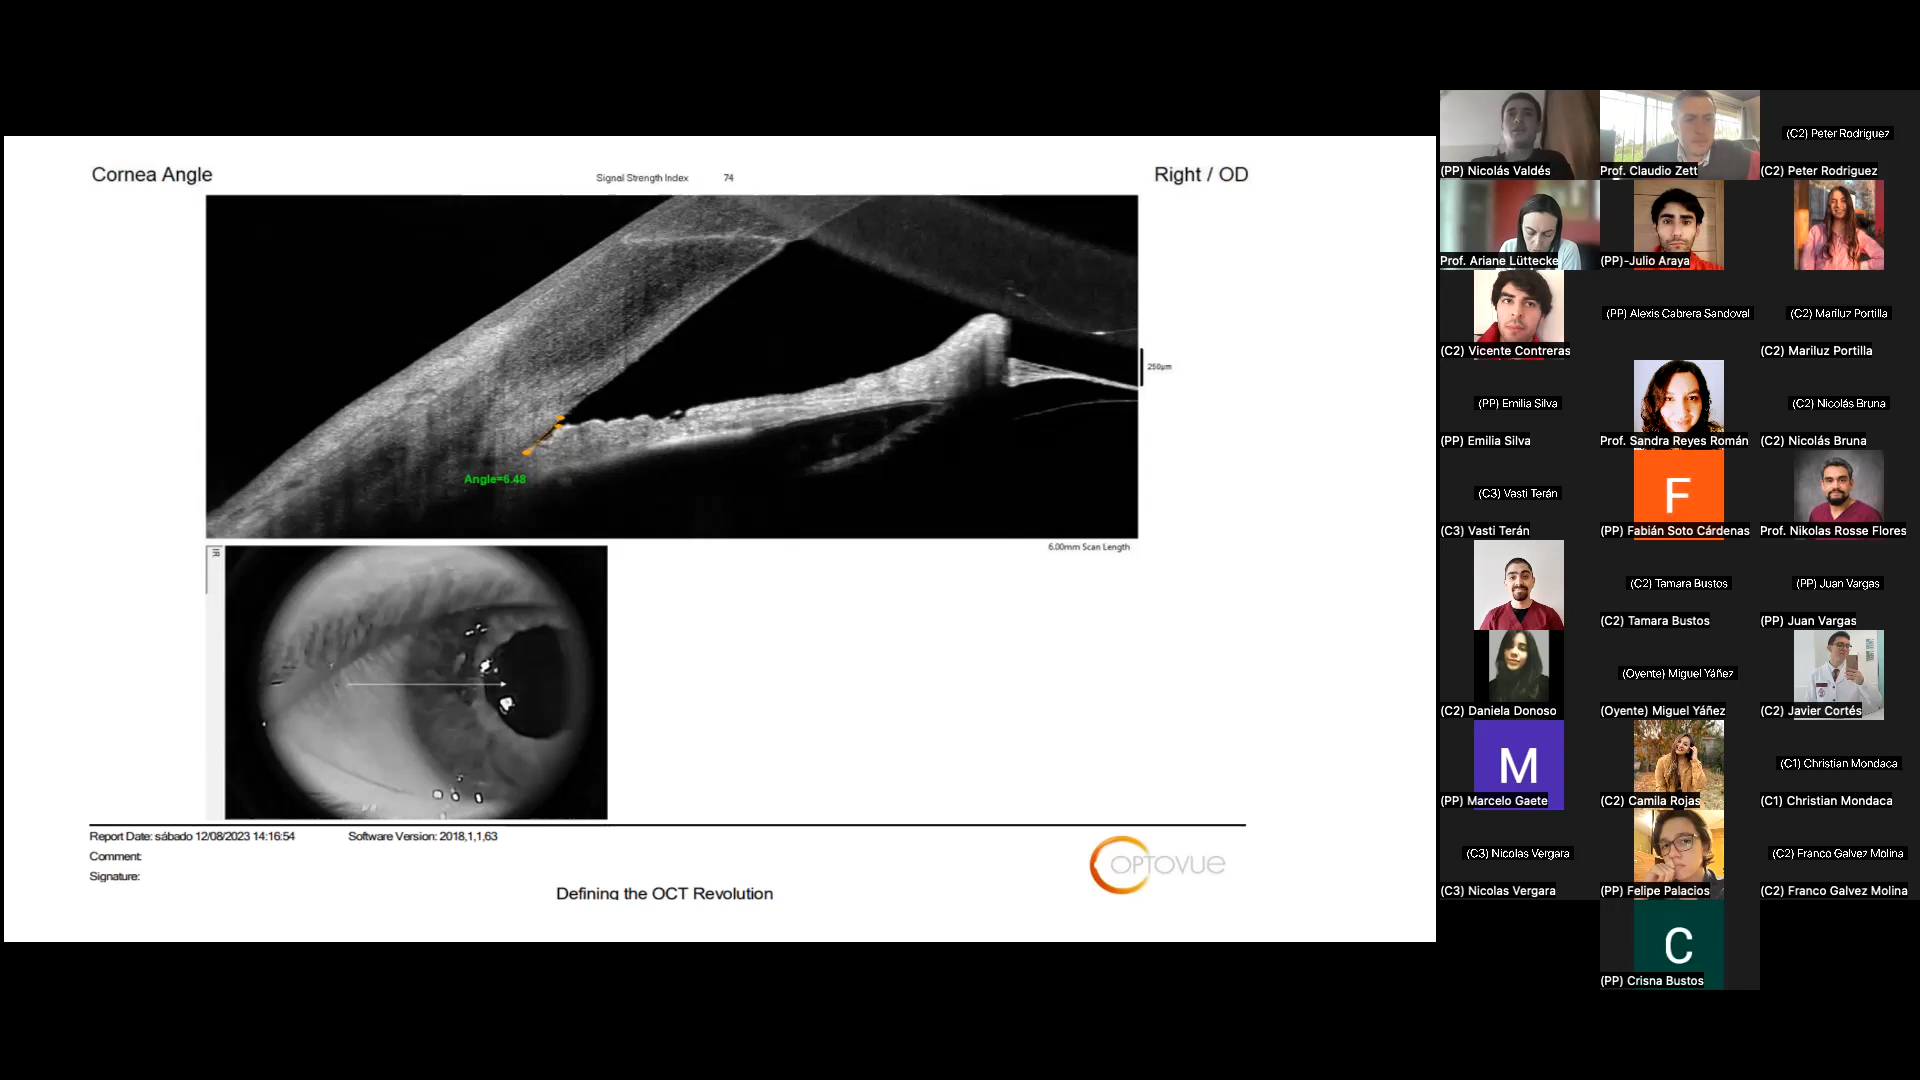 Cornea Angle
Signal Strength Index 74
Right / OD
250µm
Angle=6.48
6.00mm Scan Length
IR
Report Date: sábado 12/08/2023 14:16:54 Software Version: 2018,1,1,63
Comment:
Signature:
OPTOVUE
Defining the OCT Revolution
(PP) Nicolás Valdés
Prof. Claudio Zett
(C2) Peter Rodriguez
(C2) Peter Rodriguez
Prof. Ariane Lüttecke
(PP)-Julio Araya
(C2) Vicente Contreras
(PP) Alexis Cabrera Sandoval
(C2) Mariluz Portilla
(C2) Mariluz Portilla
(PP) Emilia Silva
(PP) Emilia Silva
Prof. Sandra Reyes Román
(C2) Nicolás Bruna
(C2) Nicolás Bruna
(C3) Vasti Terán
(C3) Vasti Terán
F
(PP) Fabián Soto Cárdenas
Prof. Nikolas Rosse Flores
(C2) Tamara Bustos
(C2) Tamara Bustos
(PP) Juan Vargas
(PP) Juan Vargas
(C2) Daniela Donoso
(Oyente) Miguel Yáñez
(Oyente) Miguel Yáñez
(C2) Javier Cortés
M
(PP) Marcelo Gaete
(C2) Camila Rojas
(C1) Christian Mondaca
(C1) Christian Mondaca
(C3) Nicolas Vergara
(C3) Nicolas Vergara
(PP) Felipe Palacios
(C2) Franco Galvez Molina
(C2) Franco Galvez Molina
C
(PP) Crisna Bustos